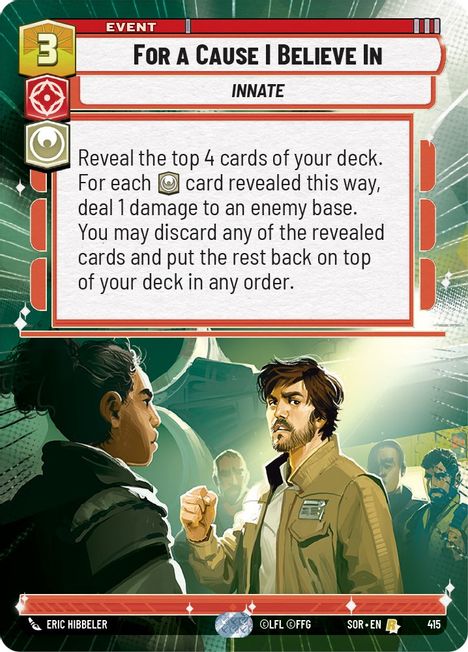 EVENT
3
FOR A CAUSE I BELIEVE IN
INNATE
Reveal the top 4 cards of your deck.
For each card revealed this way,
deal 1 damage to an enemy base.
You may discard any of the revealed
cards and put the rest back on top
of your deck in any order.
ERIC HIBBELER
©LFL ©FFG
SOR•EN
R
415